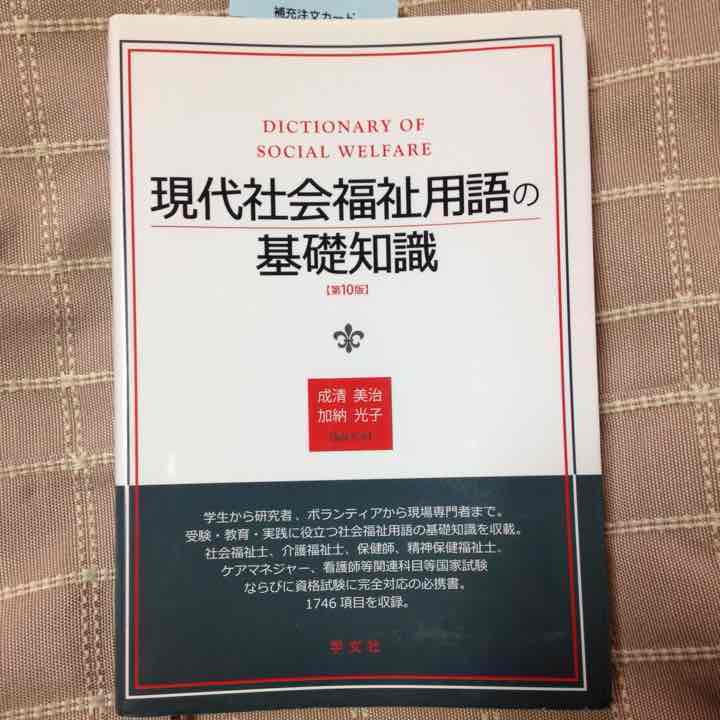 補充注文カード
DICTIONARY OF
SOCIAL WELFARE
現代社会福祉用語の
基礎知識
【第10版】
成清 美治
加納 光子
学生から研究者、ボランティアから現場専門者まで。
受験・教育・実践に役立つ社会福祉用語の基礎知識を収載。
社会福祉士、介護福祉士、保健師、精神保健福祉士、
ケアマネジャー、看護師等関連科目等国家試験
ならびに資格試験に完全対応の必携書。
1746 項目を収録。
学文社